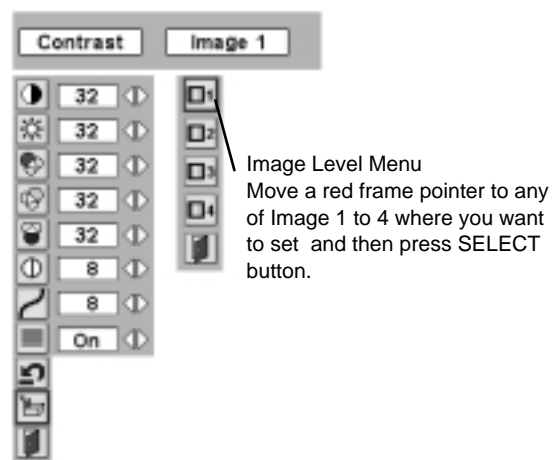 Contrast Image 1
32 1
32 2
32 3
32 4
32
8
8
On
Image Level Menu
Move a red frame pointer to any
of Image 1 to 4 where you want
to set and then press SELECT
button.